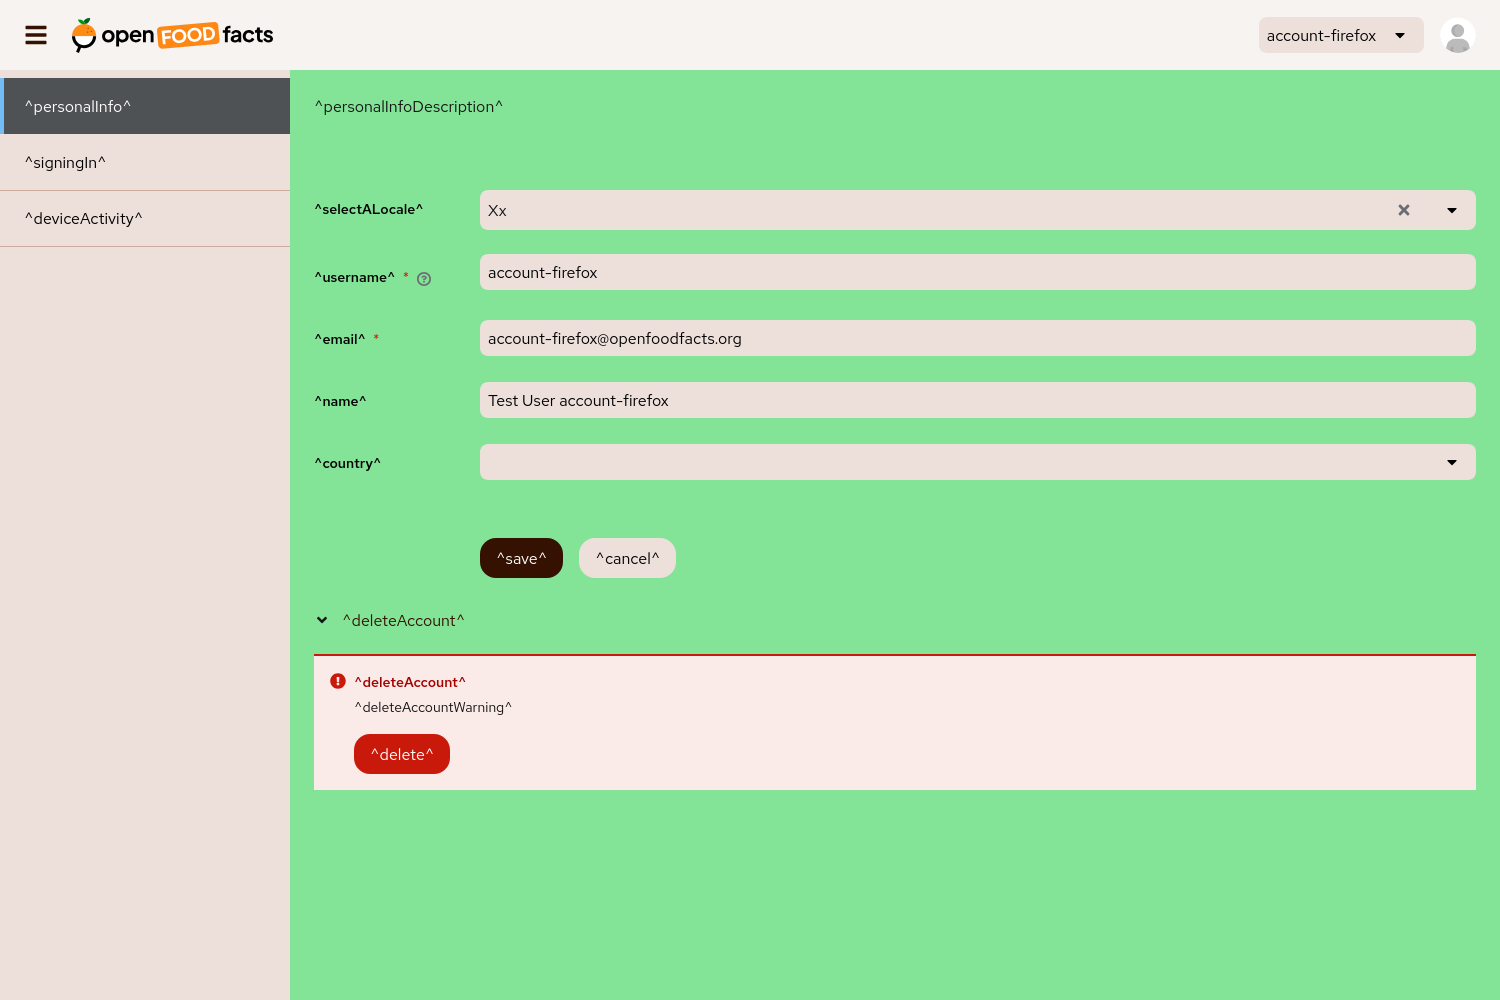 open FOOD facts
account-firefox
^personalInfo^
^signingIn^
^deviceActivity^
^personalInfoDescription^
^selectALocale^
Xx
^username^ *
account-firefox
^email^ *
account-firefox@openfoodfacts.org
^name^
Test User account-firefox
^country^
^save^
^cancel^
^deleteAccount^
^deleteAccount^
^deleteAccountWarning^
^delete^